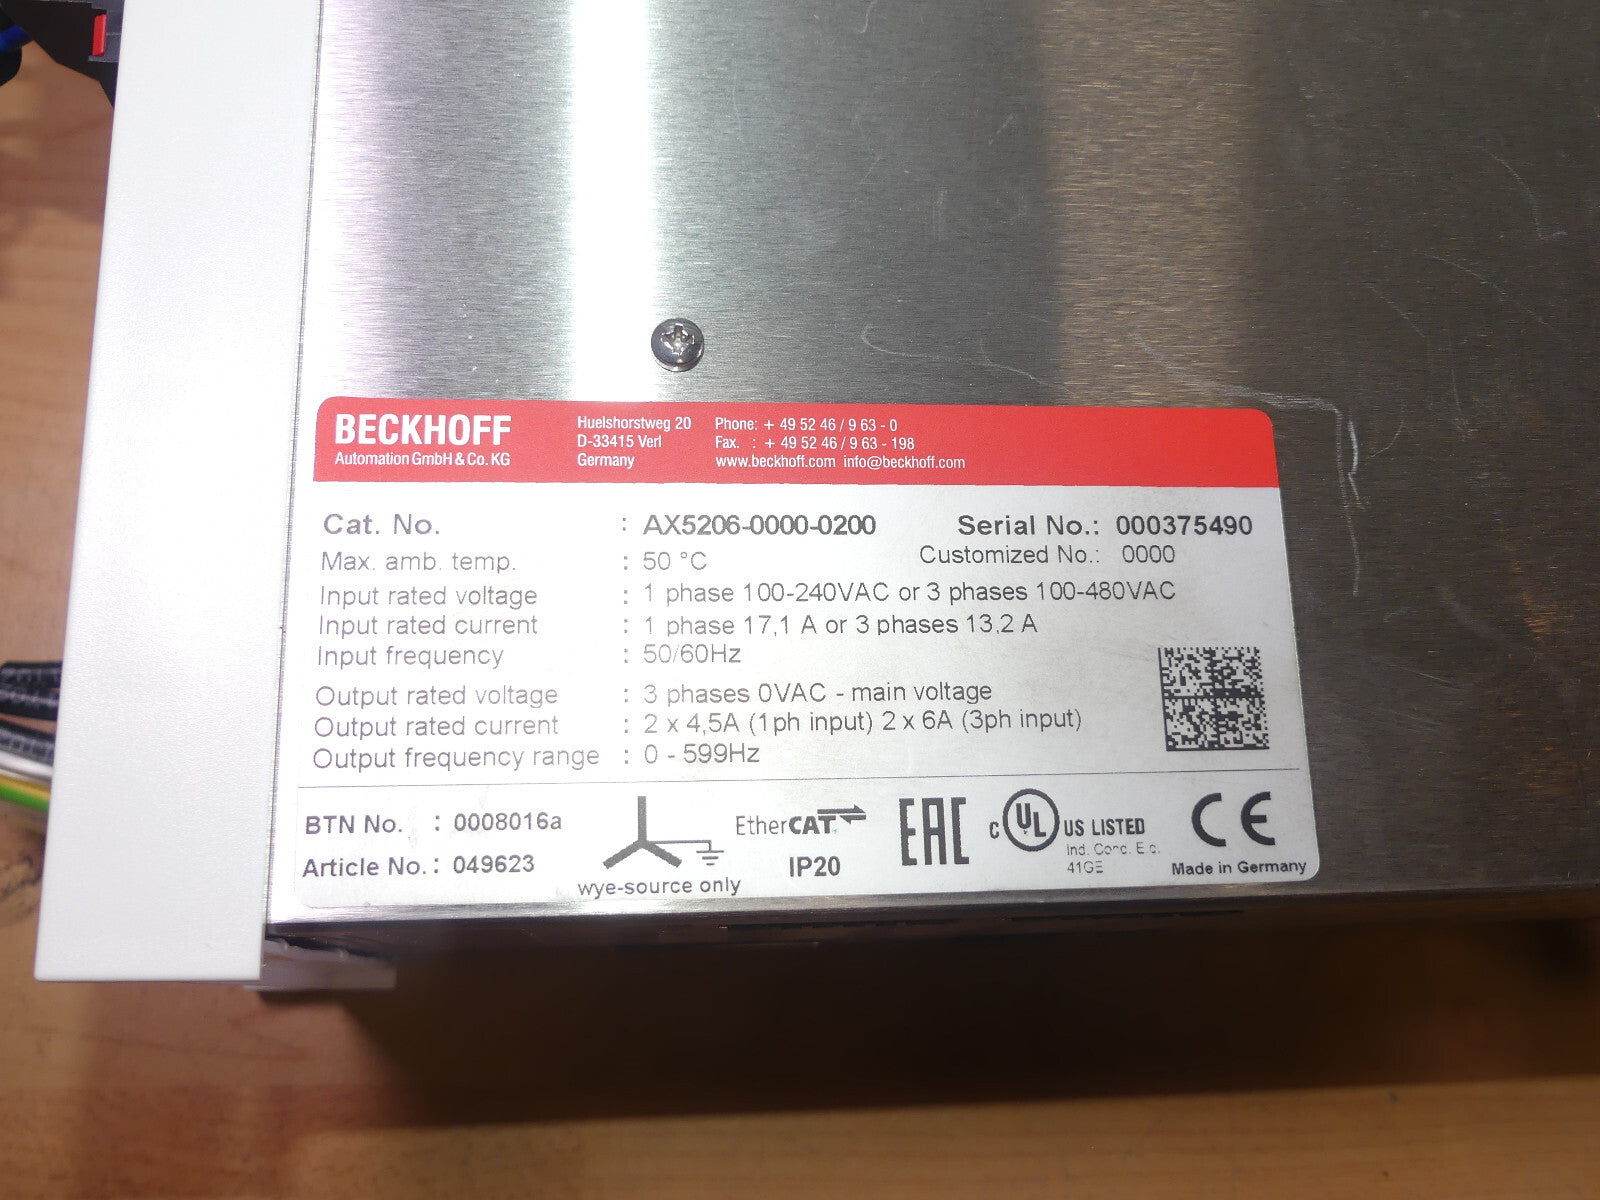 BECKHOFF
Automation GmbH & Co. KG
Huelshorstweg 20
D-33415 Verl
Germany
Phone: + 49 52 46 / 9 63 - 0
Fax. : + 49 52 46 / 9 63 - 198
www.beckhoff.com info@beckhoff.com
Cat. No. : AX5206-0000-0200 Serial No.: 000375490
Max. amb. temp. : 50 °C Customized No.: 0000
Input rated voltage : 1 phase 100-240VAC or 3 phases 100-480VAC
Input rated current : 1 phase 17,1 A or 3 phases 13,2 A
Input frequency : 50/60Hz
Output rated voltage : 3 phases 0VAC - main voltage
Output rated current : 2 x 4,5A (1ph input) 2 x 6A (3ph input)
Output frequency range : 0 - 599Hz
BTN No. : 0008016a
Article No. : 049623
wye-source only
EtherCAT
IP20
EAC
C UL US LISTED
Ind. Conc. E.c.
41GE
CE
Made in Germany